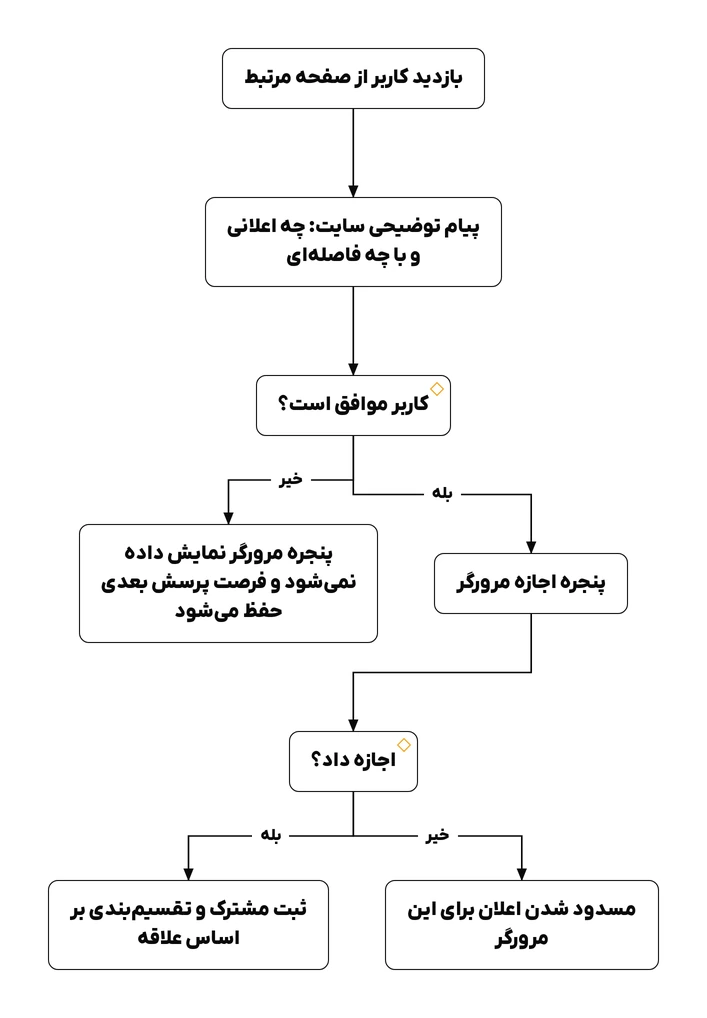 بازدید کاربر از صفحه مرتبط
پیام توضیحی سایت: چه اعلانی
و با چه فاصله‌ای
کاربر موافق است؟
خیر
بله
پنجره مرورگر نمایش داده
نمی‌شود و فرصت پرسش بعدی
حفظ می‌شود
پنجره اجازه مرورگر
اجازه داد؟
خیر
بله
مسدود شدن اعلان برای این
مرورگر
ثبت مشترک و تقسیم‌بندی بر
اساس علاقه